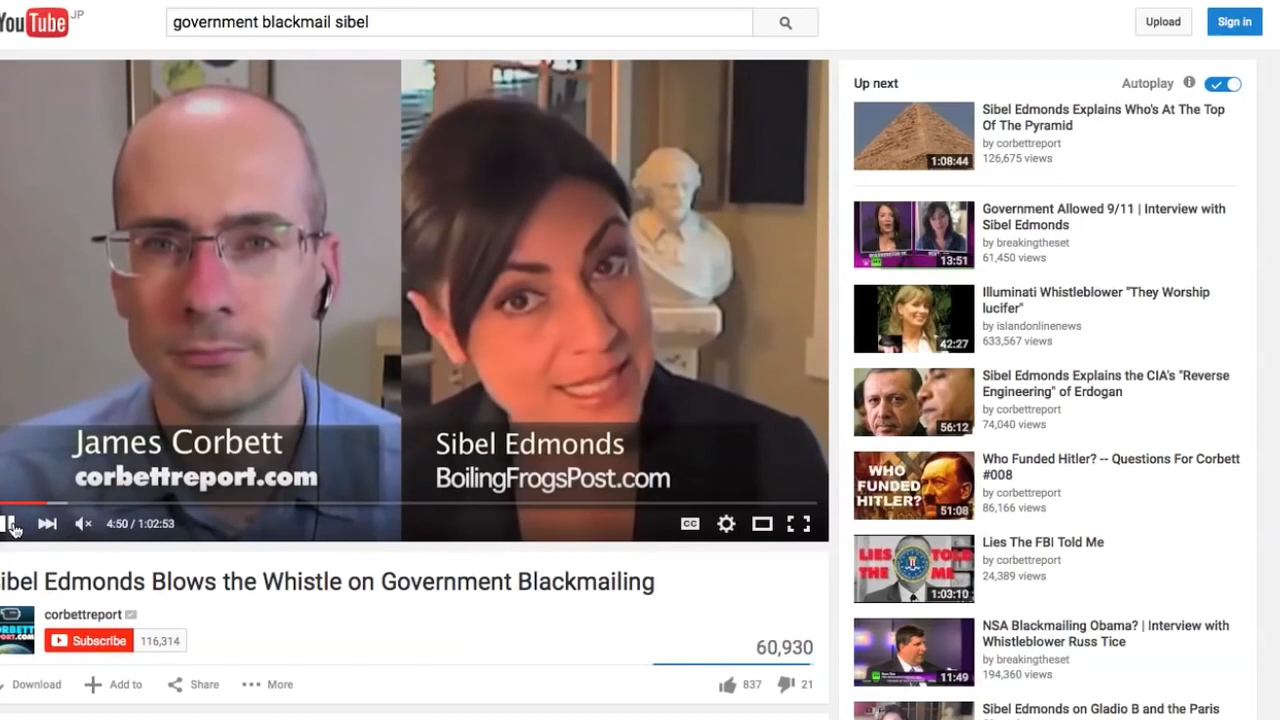 YouTube JP
government blackmail sibel
Upload
Sign in
James Corbett
corbettreport.com
Sibel Edmonds
BoilingFrogsPost.com
4:50 / 1:02:53
CC
ibel Edmonds Blows the Whistle on Government Blackmailing
corbettreport
Subscribe
116,314
60,930
Download
Add to
Share
More
837
21
Up next
Autoplay
1:08:44
Sibel Edmonds Explains Who's At The Top
Of The Pyramid
by corbettreport
126,675 views
13:51
Government Allowed 9/11 | Interview with
Sibel Edmonds
by breakingtheset
61,450 views
42:27
Illuminati Whistleblower "They Worship
lucifer"
by islandonlinenews
633,567 views
56:12
Sibel Edmonds Explains the CIA's "Reverse
Engineering" of Erdogan
by corbettreport
74,040 views
WHO
FUNDED
HITLER?
51:08
Who Funded Hitler? -- Questions For Corbett
#008
by corbettreport
86,166 views
LIES TOLD
THE ME
1:03:10
Lies The FBI Told Me
by corbettreport
24,389 views
11:49
NSA Blackmailing Obama? | Interview with
Whistleblower Russ Tice
by breakingtheset
194,360 views
Sibel Edmonds on Gladio B and the Paris